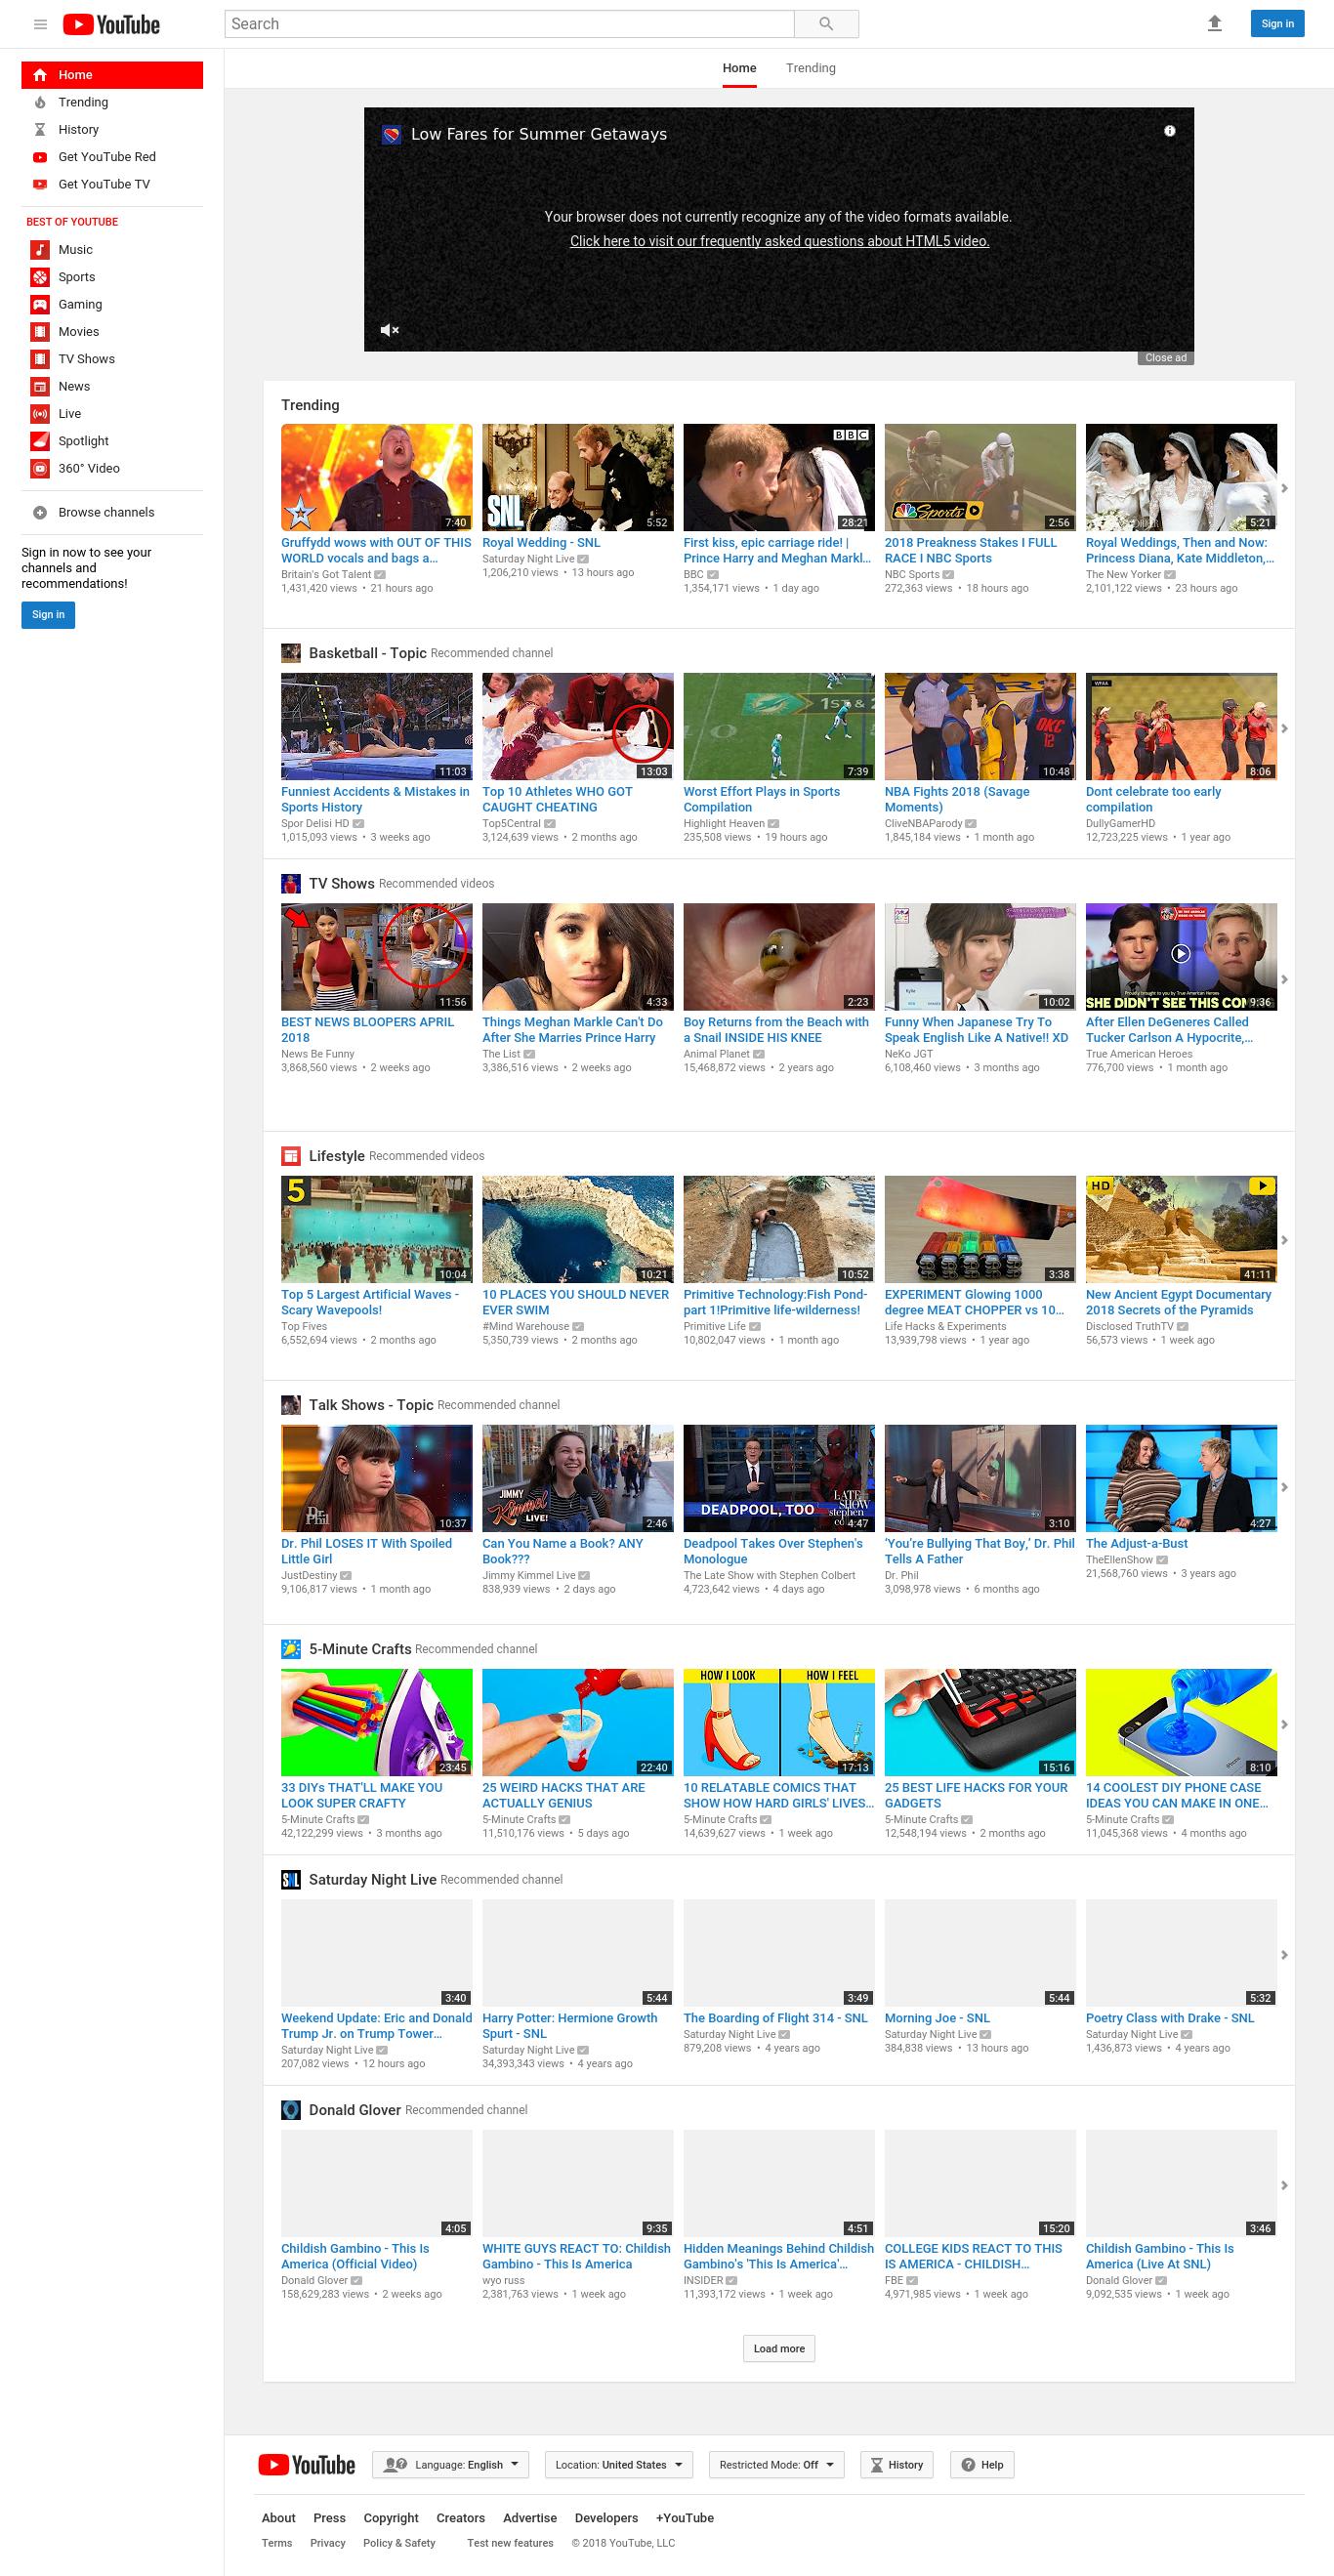 YouTube
Search
Sign in
Home
Trending
History
Get YouTube Red
Get YouTube TV
BEST OF YOUTUBE
Music
Sports
Gaming
Movies
TV Shows
News
Live
Spotlight
360° Video
Browse channels
Sign in now to see your
channels and
recommendations!
Sign in
Home Trending
Low Fares for Summer Getaways
Your browser does not currently recognize any of the video formats available.
Click here to visit our frequently asked questions about HTML5 video.
Close ad
Trending
7:40
SNL 5:52
BBC 28:21
Sports 2:56
5:21
Gruffydd wows with OUT OF THIS
WORLD vocals and bags a…
Britain's Got Talent
1,431,420 views • 21 hours ago
Royal Wedding - SNL
Saturday Night Live
1,206,210 views • 13 hours ago
First kiss, epic carriage ride! |
Prince Harry and Meghan Markl…
BBC
1,354,171 views • 1 day ago
2018 Preakness Stakes I FULL
RACE I NBC Sports
NBC Sports
272,363 views • 18 hours ago
Royal Weddings, Then and Now:
Princess Diana, Kate Middleton,…
The New Yorker
2,101,122 views • 23 hours ago
Basketball - Topic Recommended channel
11:03
13:03
1ST & 7:39
OKC 12 10:48
WFAA 8:06
Funniest Accidents & Mistakes in
Sports History
Spor Delisi HD
1,015,093 views • 3 weeks ago
Top 10 Athletes WHO GOT
CAUGHT CHEATING
Top5Central
3,124,639 views • 2 months ago
Worst Effort Plays in Sports
Compilation
Highlight Heaven
235,508 views • 19 hours ago
NBA Fights 2018 (Savage
Moments)
CliveNBAParody
1,845,184 views • 1 month ago
Dont celebrate too early
compilation
DullyGamerHD
12,723,225 views • 1 year ago
TV Shows Recommended videos
11:56
4:33
2:23
10:02
SHE DIDN'T SEE THIS COM 9:36
BEST NEWS BLOOPERS APRIL
2018
News Be Funny
3,868,560 views • 2 weeks ago
Things Meghan Markle Can't Do
After She Marries Prince Harry
The List
3,386,516 views • 2 weeks ago
Boy Returns from the Beach with
a Snail INSIDE HIS KNEE
Animal Planet
15,468,872 views • 2 years ago
Funny When Japanese Try To
Speak English Like A Native!! XD
NeKo JGT
6,108,460 views • 3 months ago
After Ellen DeGeneres Called
Tucker Carlson A Hypocrite,…
True American Heroes
776,700 views • 1 month ago
Lifestyle Recommended videos
5 10:04
10:21
10:52
3:38
HD 41:11
Top 5 Largest Artificial Waves -
Scary Wavepools!
Top Fives
6,552,694 views • 2 months ago
10 PLACES YOU SHOULD NEVER
EVER SWIM
#Mind Warehouse
5,350,739 views • 2 months ago
Primitive Technology:Fish Pond-
part 1!Primitive life-wilderness!
Primitive Life
10,802,047 views • 1 month ago
EXPERIMENT Glowing 1000
degree MEAT CHOPPER vs 10…
Life Hacks & Experiments
13,939,798 views • 1 year ago
New Ancient Egypt Documentary
2018 Secrets of the Pyramids
Disclosed TruthTV
56,573 views • 1 week ago
Talk Shows - Topic Recommended channel
Dr. Phil 10:37
JIMMY Kimmel LIVE! 2:46
DEADPOOL, TOO LATE SHOW stephen 4:47
3:10
4:27
Dr. Phil LOSES IT With Spoiled
Little Girl
JustDestiny
9,106,817 views • 1 month ago
Can You Name a Book? ANY
Book???
Jimmy Kimmel Live
838,939 views • 2 days ago
Deadpool Takes Over Stephen's
Monologue
The Late Show with Stephen Colbert
4,723,642 views • 4 days ago
‘You’re Bullying That Boy,’ Dr. Phil
Tells A Father
Dr. Phil
3,098,978 views • 6 months ago
The Adjust-a-Bust
TheEllenShow
21,568,760 views • 3 years ago
5-Minute Crafts Recommended channel
23:45
22:40
HOW I LOOK HOW I FEEL 17:13
15:16
8:10
33 DIYs THAT'LL MAKE YOU
LOOK SUPER CRAFTY
5-Minute Crafts
42,122,299 views • 3 months ago
25 WEIRD HACKS THAT ARE
ACTUALLY GENIUS
5-Minute Crafts
11,510,176 views • 5 days ago
10 RELATABLE COMICS THAT
SHOW HOW HARD GIRLS' LIVES…
5-Minute Crafts
14,639,627 views • 1 week ago
25 BEST LIFE HACKS FOR YOUR
GADGETS
5-Minute Crafts
12,548,194 views • 2 months ago
14 COOLEST DIY PHONE CASE
IDEAS YOU CAN MAKE IN ONE…
5-Minute Crafts
11,045,368 views • 4 months ago
SNL Saturday Night Live Recommended channel
3:40
5:44
3:49
5:44
5:32
Weekend Update: Eric and Donald
Trump Jr. on Trump Tower…
Saturday Night Live
207,082 views • 12 hours ago
Harry Potter: Hermione Growth
Spurt - SNL
Saturday Night Live
34,393,343 views • 4 years ago
The Boarding of Flight 314 - SNL
Saturday Night Live
879,208 views • 4 years ago
Morning Joe - SNL
Saturday Night Live
384,838 views • 13 hours ago
Poetry Class with Drake - SNL
Saturday Night Live
1,436,873 views • 4 years ago
Donald Glover Recommended channel
4:05
9:35
4:51
15:20
3:46
Childish Gambino - This Is
America (Official Video)
Donald Glover
158,629,283 views • 2 weeks ago
WHITE GUYS REACT TO: Childish
Gambino - This Is America
wyo russ
2,381,763 views • 1 week ago
Hidden Meanings Behind Childish
Gambino's 'This Is America'…
INSIDER
11,393,172 views • 1 week ago
COLLEGE KIDS REACT TO THIS
IS AMERICA - CHILDISH…
FBE
4,971,985 views • 1 week ago
Childish Gambino - This Is
America (Live At SNL)
Donald Glover
9,092,535 views • 1 week ago
Load more
YouTube Language: English Location: United States Restricted Mode: Off History Help
About Press Copyright Creators Advertise Developers +YouTube
Terms Privacy Policy & Safety Test new features © 2018 YouTube, LLC